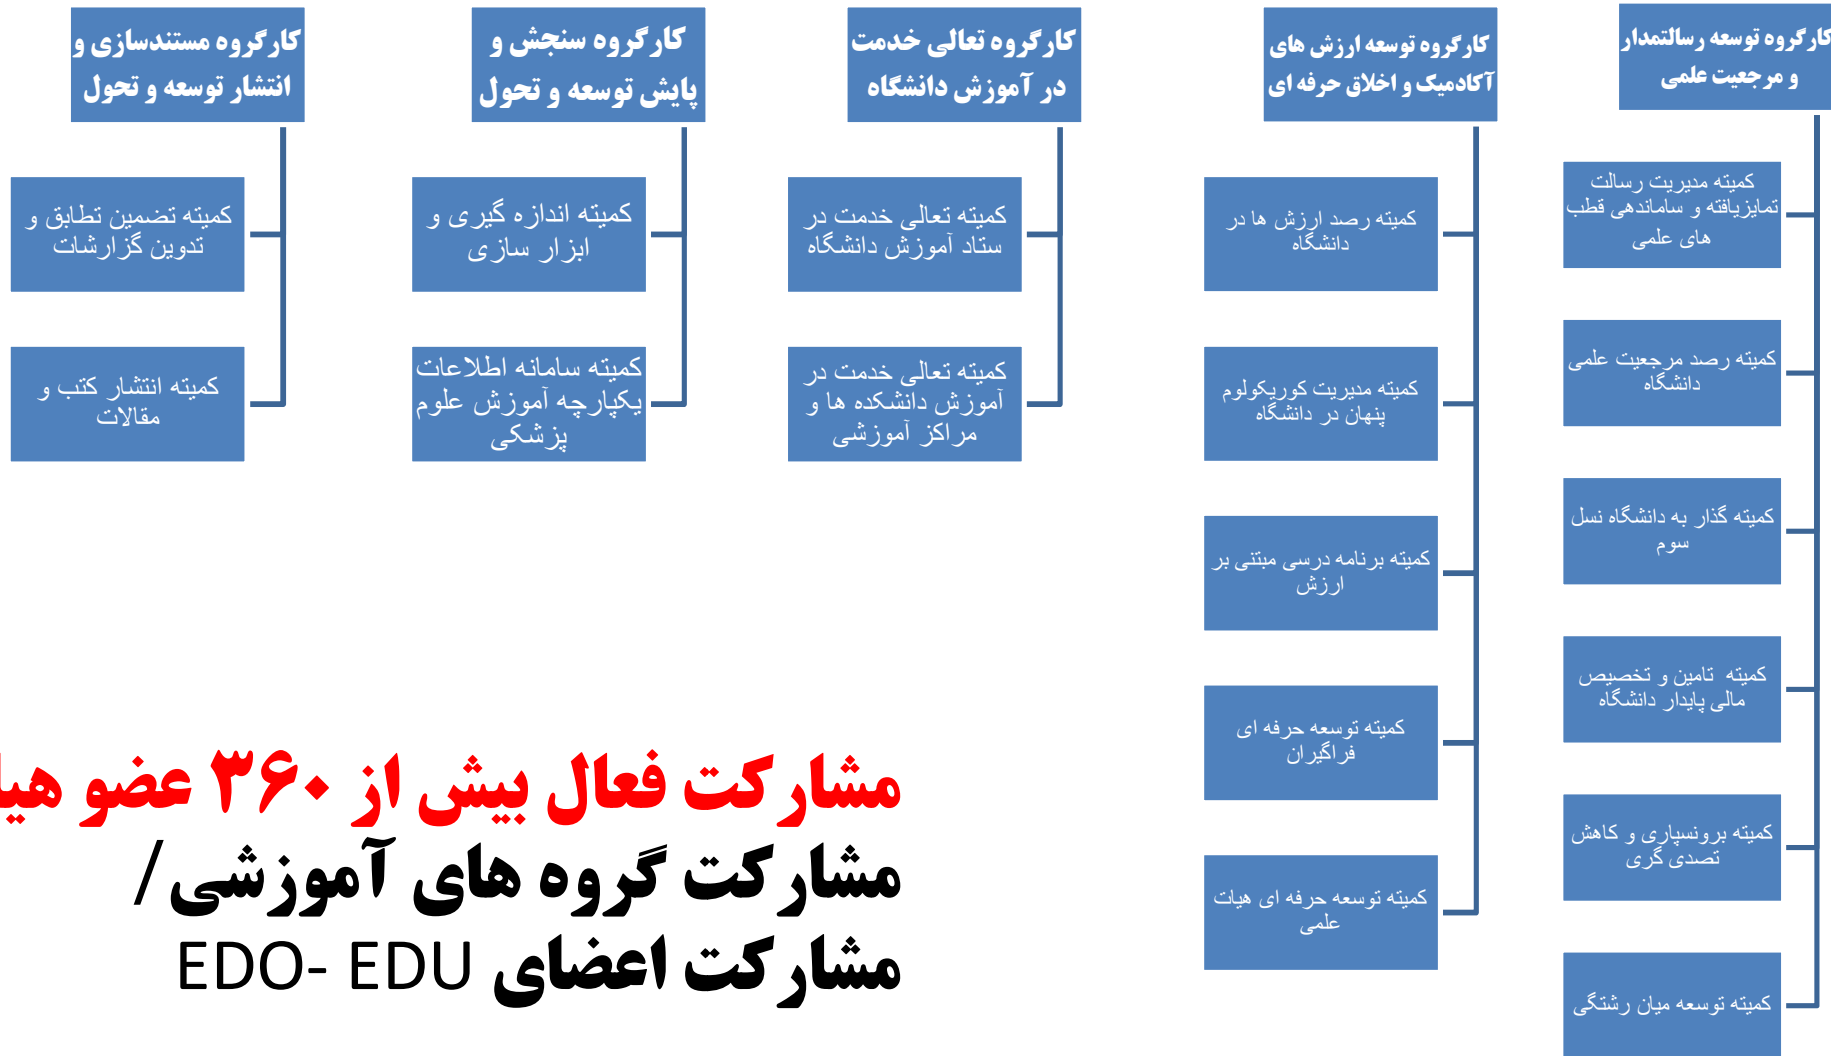 کارگروه توسعه رسالتمدار
و مرجعیت علمی
کمیته مدیریت رسالت
تمایزیافته و ساماندهی قطب
های علمی
کمیته رصد مرجعیت علمی
دانشگاه
کمیته گذار به دانشگاه نسل
سوم
کمیته تامین و تخصیص
مالی پایدار دانشگاه
کمیته برونسپاری و کاهش
تصدی گری
کمیته توسعه میان رشتگی
کارگروه توسعه ارزش های
آکادمیک و اخلاق حرفه ای
کمیته رصد ارزش ها در
دانشگاه
کمیته مدیریت کوریکولوم
پنهان در دانشگاه
کمیته برنامه درسی مبتنی بر
ارزش
کمیته توسعه حرفه ای
فراگیران
کمیته توسعه حرفه ای هیات
علمی
کارگروه تعالی خدمت
در آموزش دانشگاه
کمیته تعالی خدمت در
ستاد آموزش دانشگاه
کمیته تعالی خدمت در
آموزش دانشکده ها و
مراکز آموزشی
کارگروه سنجش و
پایش توسعه و تحول
کمیته اندازه گیری و
ابزار سازی
کمیته سامانه اطلاعات
یکپارچه آموزش علوم
پزشکی
کارگروه مستندسازی و
انتشار توسعه و تحول
کمیته تضمین تطابق و
تدوین گزارشات
کمیته انتشار کتب و
مقالات
مشارکت فعال بیش از ۳۶۰ عضو
مشارکت گروه های آموزشی/
مشارکت اعضای EDO- EDU